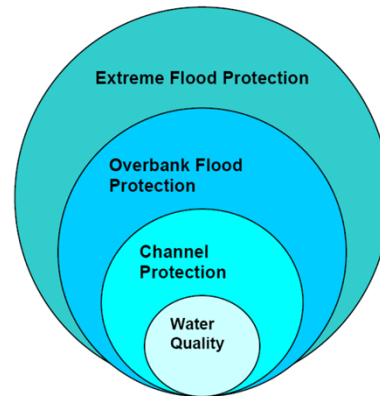 Extreme Flood Protection
Overbank Flood
Protection
Channel
Protection
Water
Quality